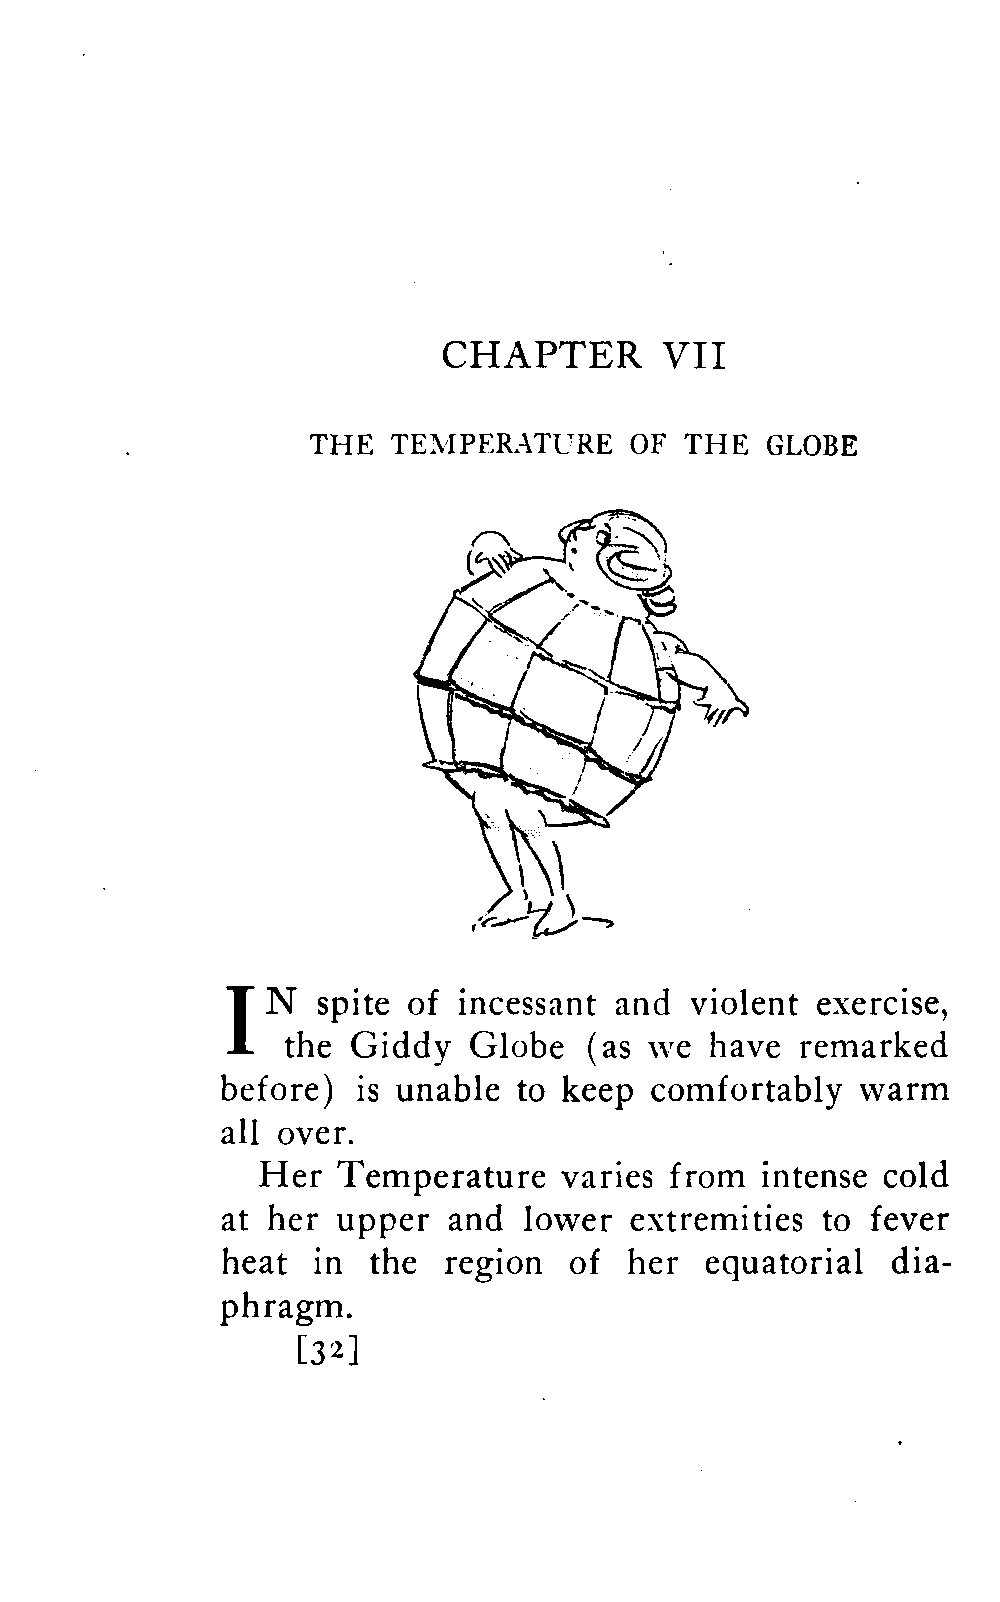 CHAPTER VII
THE TEMPERATURE OF THE GLOBE
IN spite of incessant and violent exercise,
the Giddy Globe (as we have remarked
before) is unable to keep comfortably warm
all over.
Her Temperature varies from intense cold
at her upper and lower extremities to fever
heat in the region of her equatorial dia-
phragm.
[32]